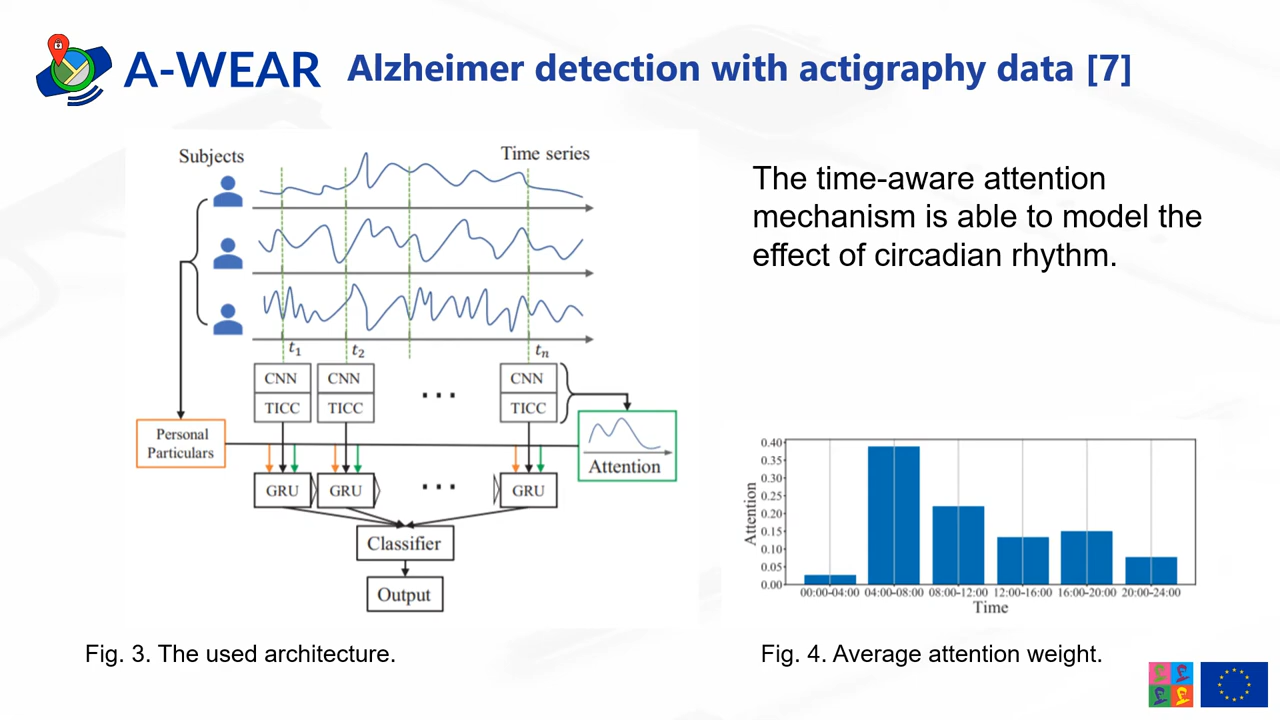 A-WEAR
Alzheimer detection with actigraphy data [7]
Subjects
Time series
t1
t2
tn
CNN
CNN
CNN
TICC
TICC
. . .
TICC
Personal
Particulars
Attention
GRU
GRU
. . .
GRU
Classifier
Output
Fig. 3. The used architecture.
The time-aware attention
mechanism is able to model the
effect of circadian rhythm.
Attention
0.40
0.35
0.30
0.25
0.20
0.15
0.10
0.05
0.00
00:00-04:00 04:00-08:00 08:00-12:00 12:00-16:00 16:00-20:00 20:00-24:00
Time
Fig. 4. Average attention weight.